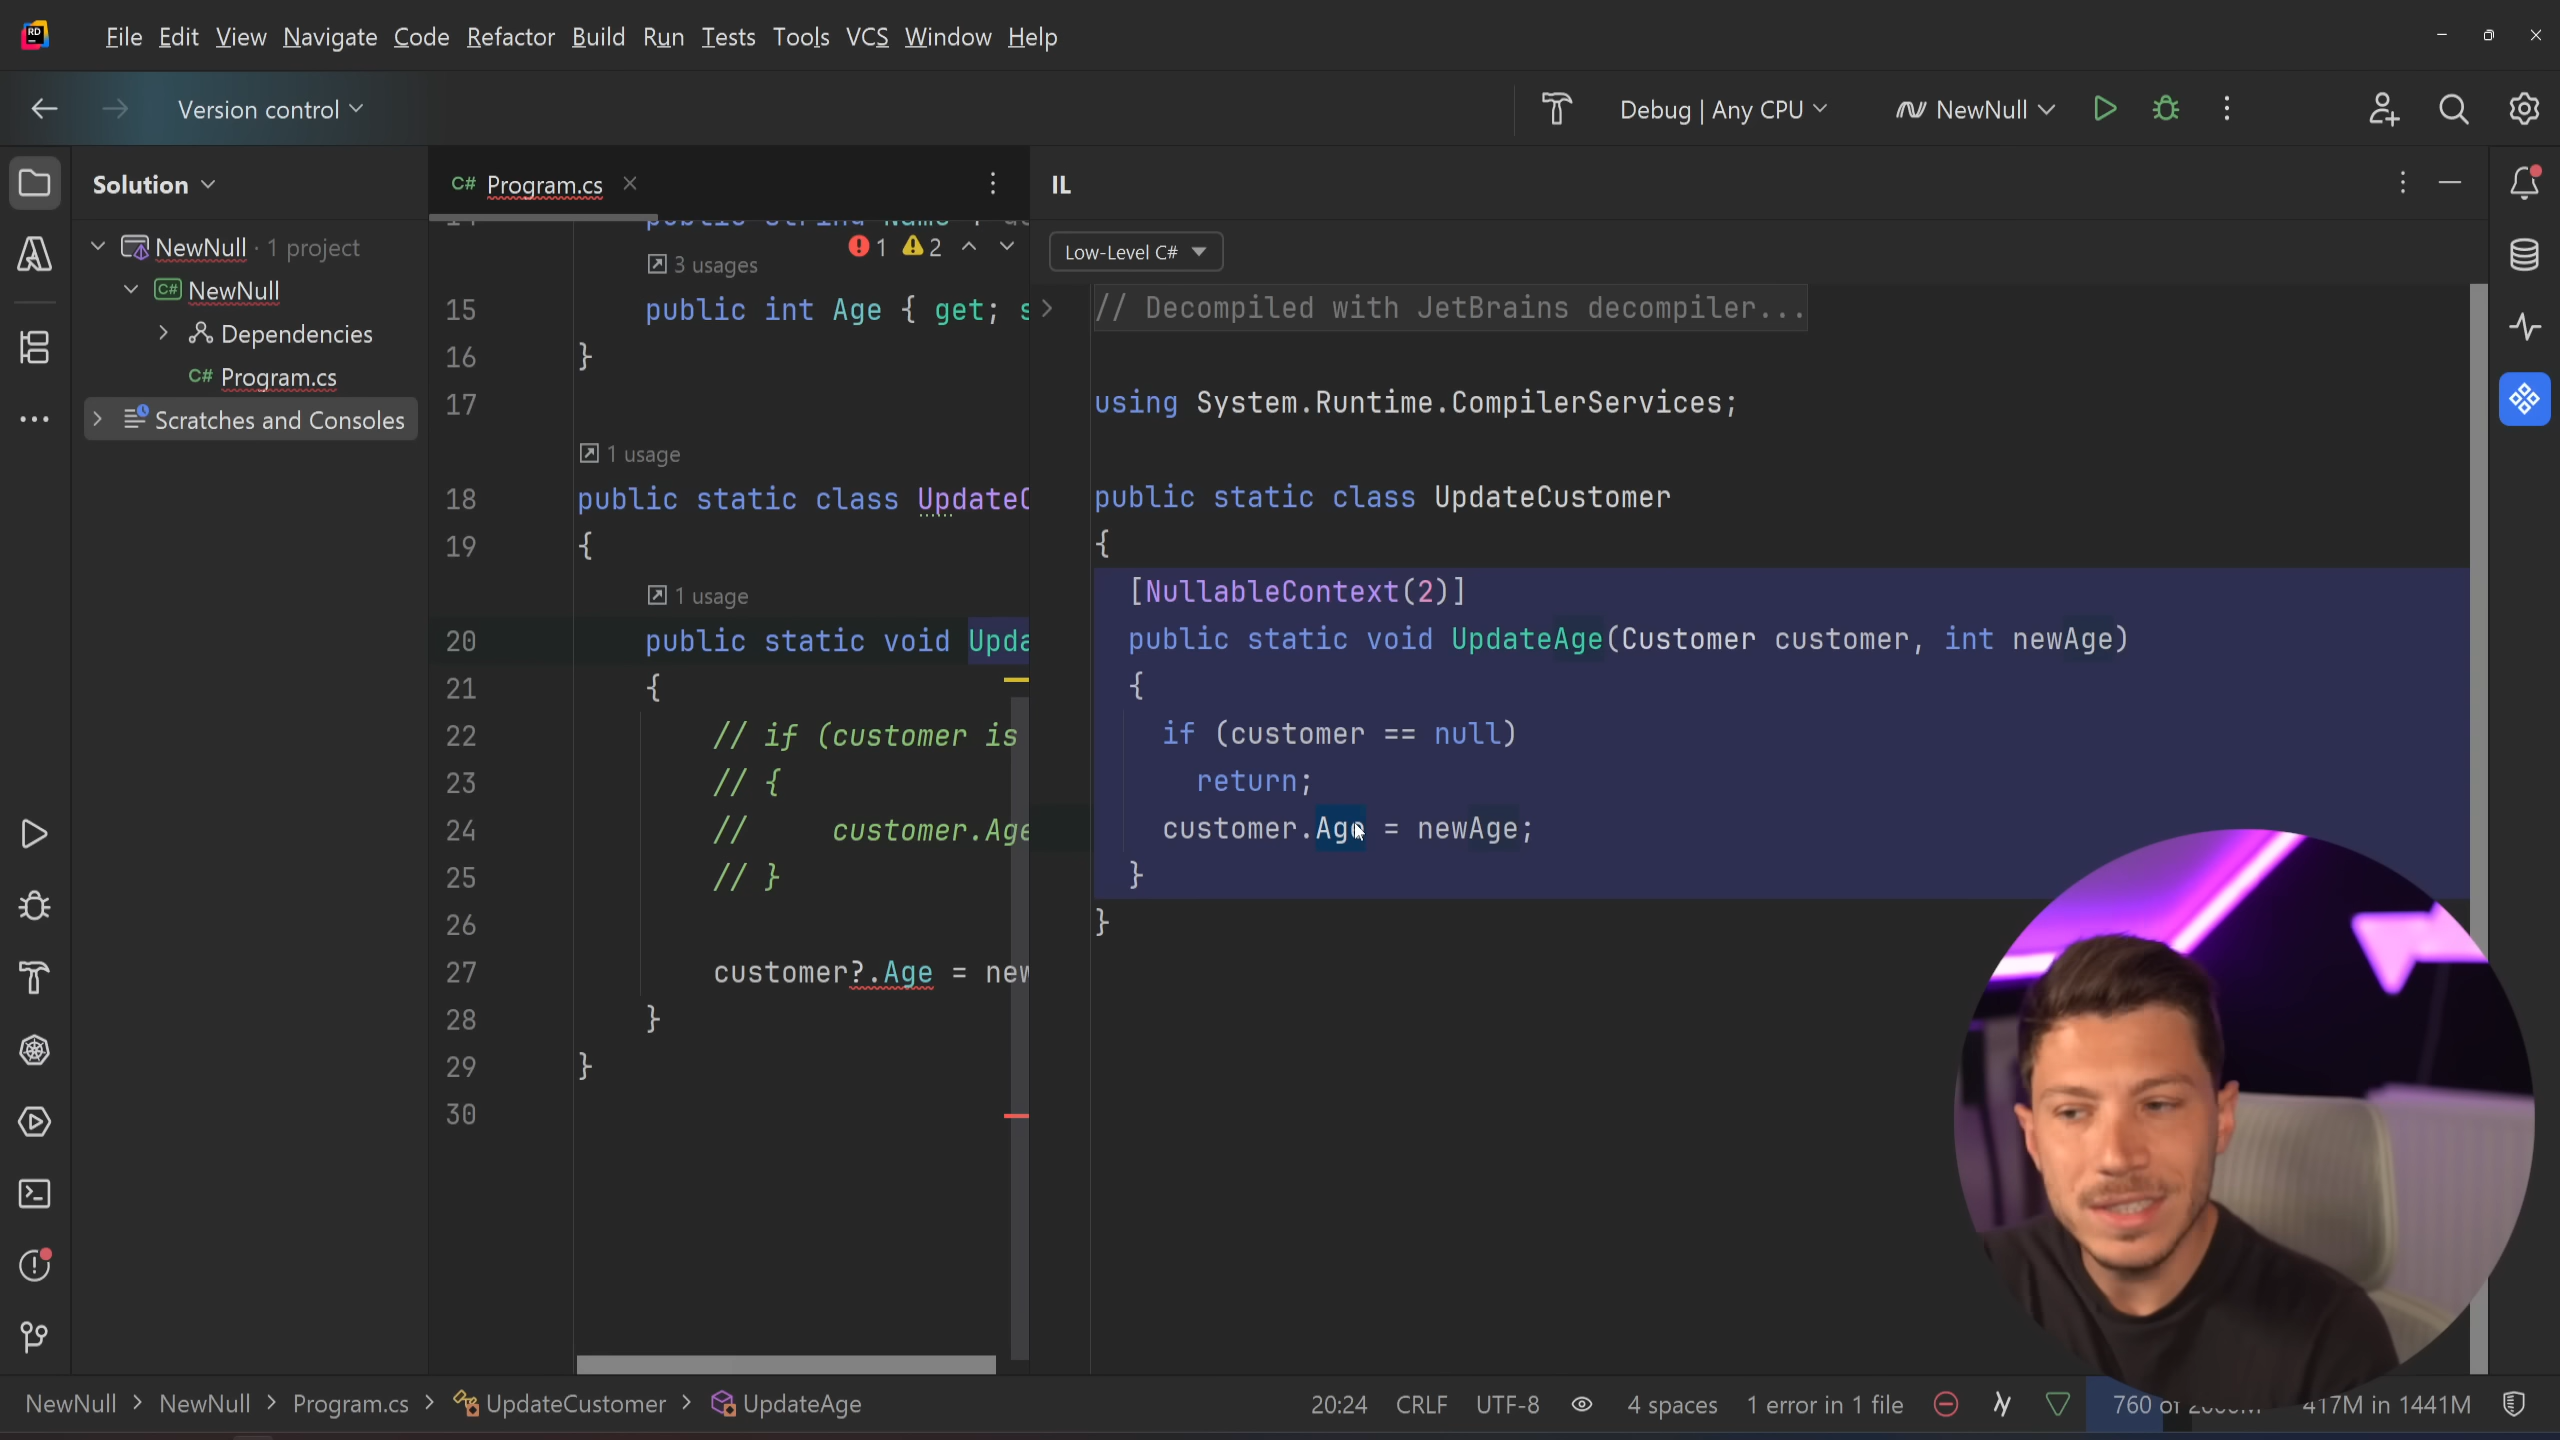 RD
File Edit View Navigate Code Refactor Build Run Tests Tools VCS Window Help
Version control
Debug | Any CPU
NewNull
Solution
NewNull · 1 project
C# NewNull
Dependencies
C# Program.cs
Scratches and Consoles
C# Program.cs
1 2
3 usages
15 public int Age { get;
16 }
17
1 usage
18 public static class UpdateC
19 {
1 usage
20 public static void Upda
21 {
22 // if (customer is
23 // {
24 // customer.Age
25 // }
26
27 customer?.Age = new
28 }
29 }
30
IL
Low-Level C#
// Decompiled with JetBrains decompiler...
using System.Runtime.CompilerServices;
public static class UpdateCustomer
{
[NullableContext(2)]
public static void UpdateAge(Customer customer, int newAge)
{
if (customer == null)
return;
customer.Age = newAge;
}
}
NewNull > NewNull > Program.cs > UpdateCustomer > UpdateAge
20:24 CRLF UTF-8 4 spaces 1 error in 1 file 760 of 417M in 1441M